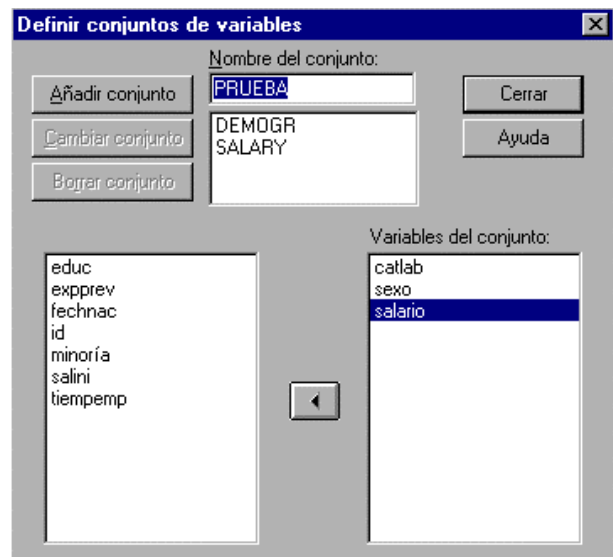 Definir conjuntos de variables
Nombre del conjunto:
Añadir conjunto
PRUEBA
Cerrar
Cambiar conjunto
DEMOGR
SALARY
Ayuda
Borrar conjunto
Variables del conjunto:
educ
expprev
fechnac
id
minoría
salini
tiempemp
catlab
sexo
salario